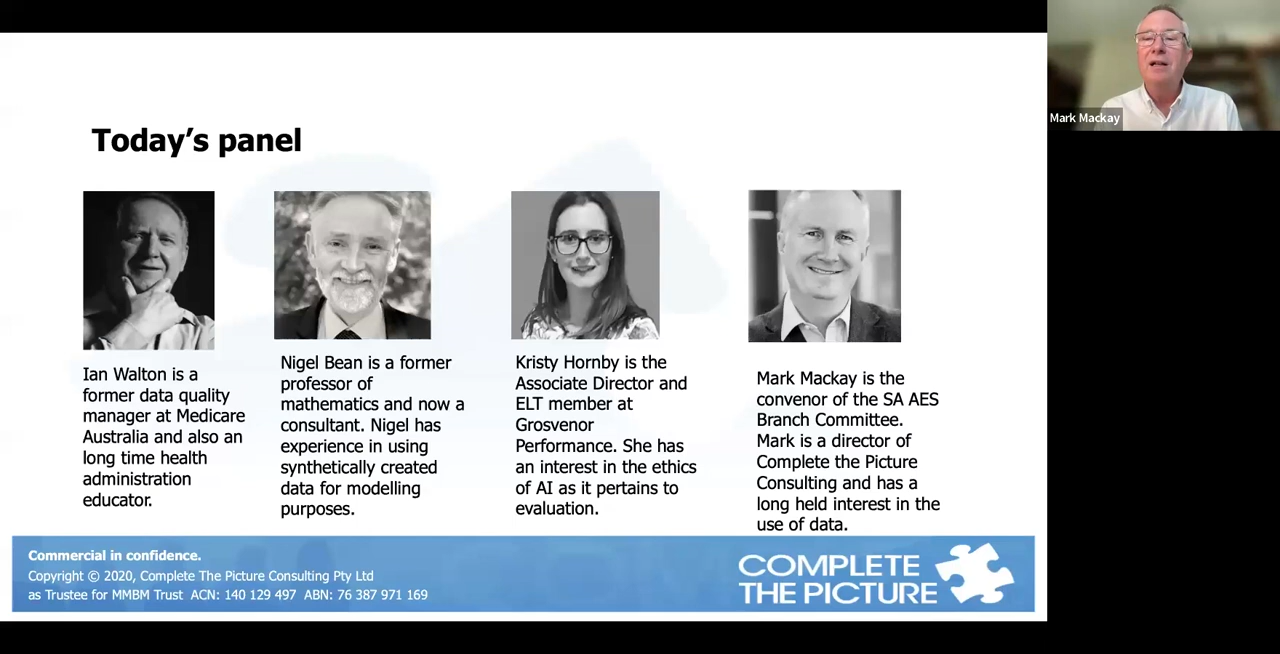 Today’s panel
Ian Walton is a
former data quality
manager at Medicare
Australia and also an
long time health
administration
educator.
Nigel Bean is a former
professor of
mathematics and now a
consultant. Nigel has
experience in using
synthetically created
data for modelling
purposes.
Kristy Hornby is the
Associate Director and
ELT member at
Grosvenor
Performance. She has
an interest in the ethics
of AI as it pertains to
evaluation.
Mark Mackay is the
convenor of the SA AES
Branch Committee.
Mark is a director of
Complete the Picture
Consulting and has a
long held interest in the
use of data.
Commercial in confidence.
Copyright © 2020, Complete The Picture Consulting Pty Ltd
as Trustee for MMBM Trust ACN: 140 129 497 ABN: 76 387 971 169
COMPLETE
THE PICTURE
Mark Mackay